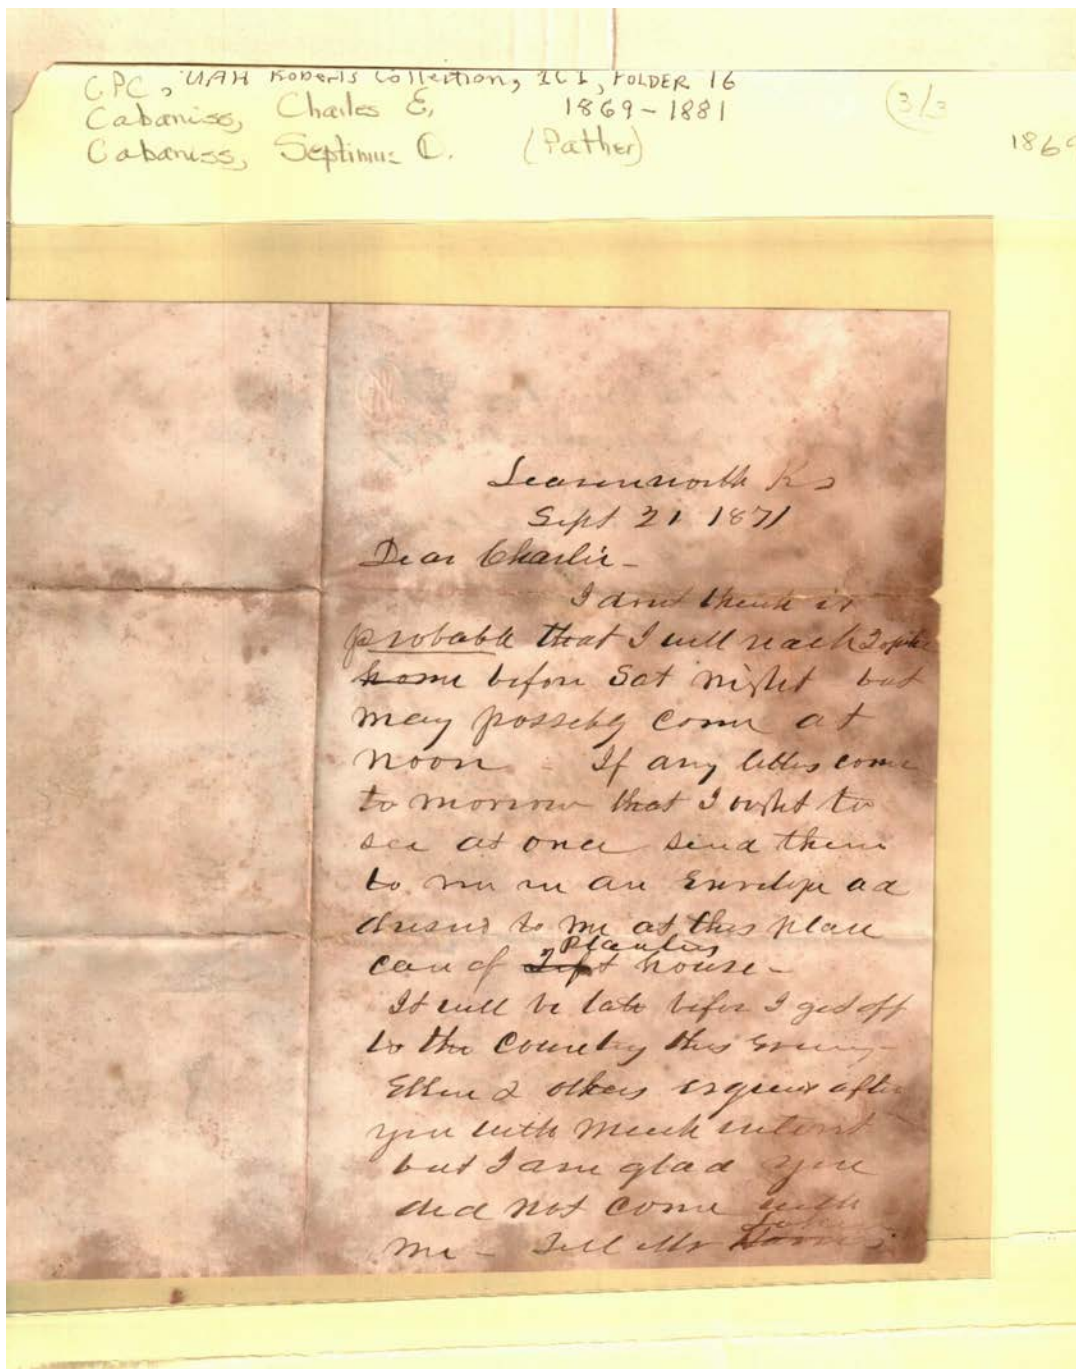 CPC, UAH Roberts Collection, 1C1, FOLDER 16
Cabaniss, Charles E, 1869-1881 3/3
Cabaniss, Septimus D. (Father) 186
Leavenworth Ks
Sept 21 1871
Dear Charlie -
I dont think it
probable that I will reach Topeka
home before Sat night but
may possibly come at
noon - If any letters come
to morrow that I ought to
see at once send them
to me in an Envelope ad
dressed to me at this place
Planters
care of house -
It will be late before I get off
to the Country this Evening -
Ellen & others enquire after
you with much interest
but I am glad you
did not come with
me - Tell Mr